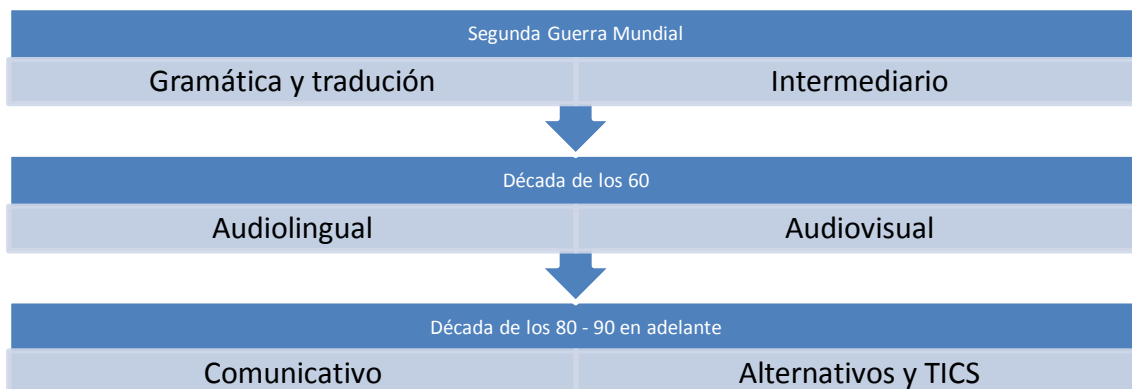 Segunda Guerra Mundial
Gramática y tradución
Intermediario
Década de los 60
Audiolingual
Audiovisual
Década de los 80 - 90 en adelante
Comunicativo
Alternativos y TICS